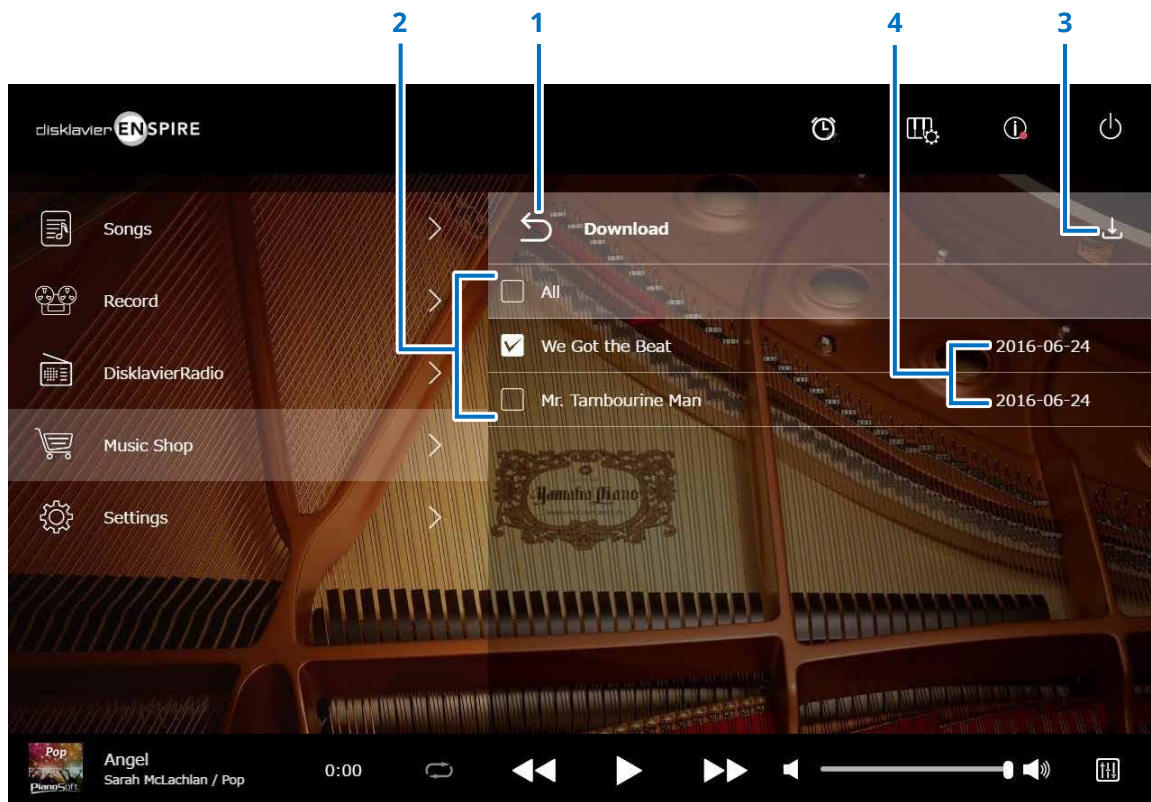 2 1 4 3
disklavier ENSPIRE
Songs
Record
DisklavierRadio
Music Shop
Settings
Download
All
We Got the Beat 2016-06-24
Mr. Tambourine Man 2016-06-24
Yamaha Piano
Pop
PianoSoft
Angel
Sarah McLachlan / Pop
0:00